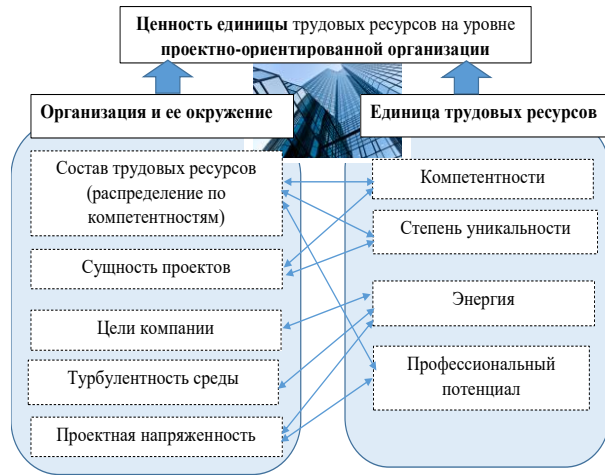 Ценность единицы трудовых ресурсов на уровне
проектно-ориентированной организации
Организация и ее окружение
Состав трудовых ресурсов
(распределение по
компетентностям)
Сущность проектов
Цели компании
Турбулентность среды
Проектная напряженность
Единица трудовых ресурсов
Компетентности
Степень уникальности
Энергия
Профессиональный
потенциал